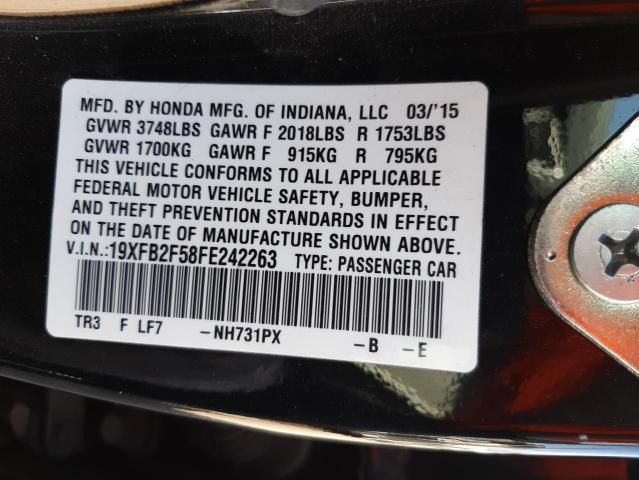 MFD. BY HONDA MFG. OF INDIANA, LLC 03/'15
GVWR 3748LBS GAWR F 2018LBS R 1753LBS
GVWR 1700KG GAWR F 915KG R 795KG
THIS VEHICLE CONFORMS TO ALL APPLICABLE
FEDERAL MOTOR VEHICLE SAFETY, BUMPER,
AND THEFT PREVENTION STANDARDS IN EFFECT
ON THE DATE OF MANUFACTURE SHOWN ABOVE.
V.I.N.:19XFB2F58FE242263 TYPE: PASSENGER CAR
TR3 F LF7 -NH731PX -B -E